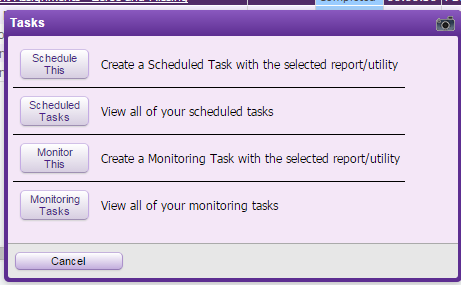 Tasks
Schedule
This
Create a Scheduled Task with the selected report/utility
Scheduled
Tasks
View all of your scheduled tasks
Monitor
This
Create a Monitoring Task with the selected report/utility
Monitoring
Tasks
View all of your monitoring tasks
Cancel